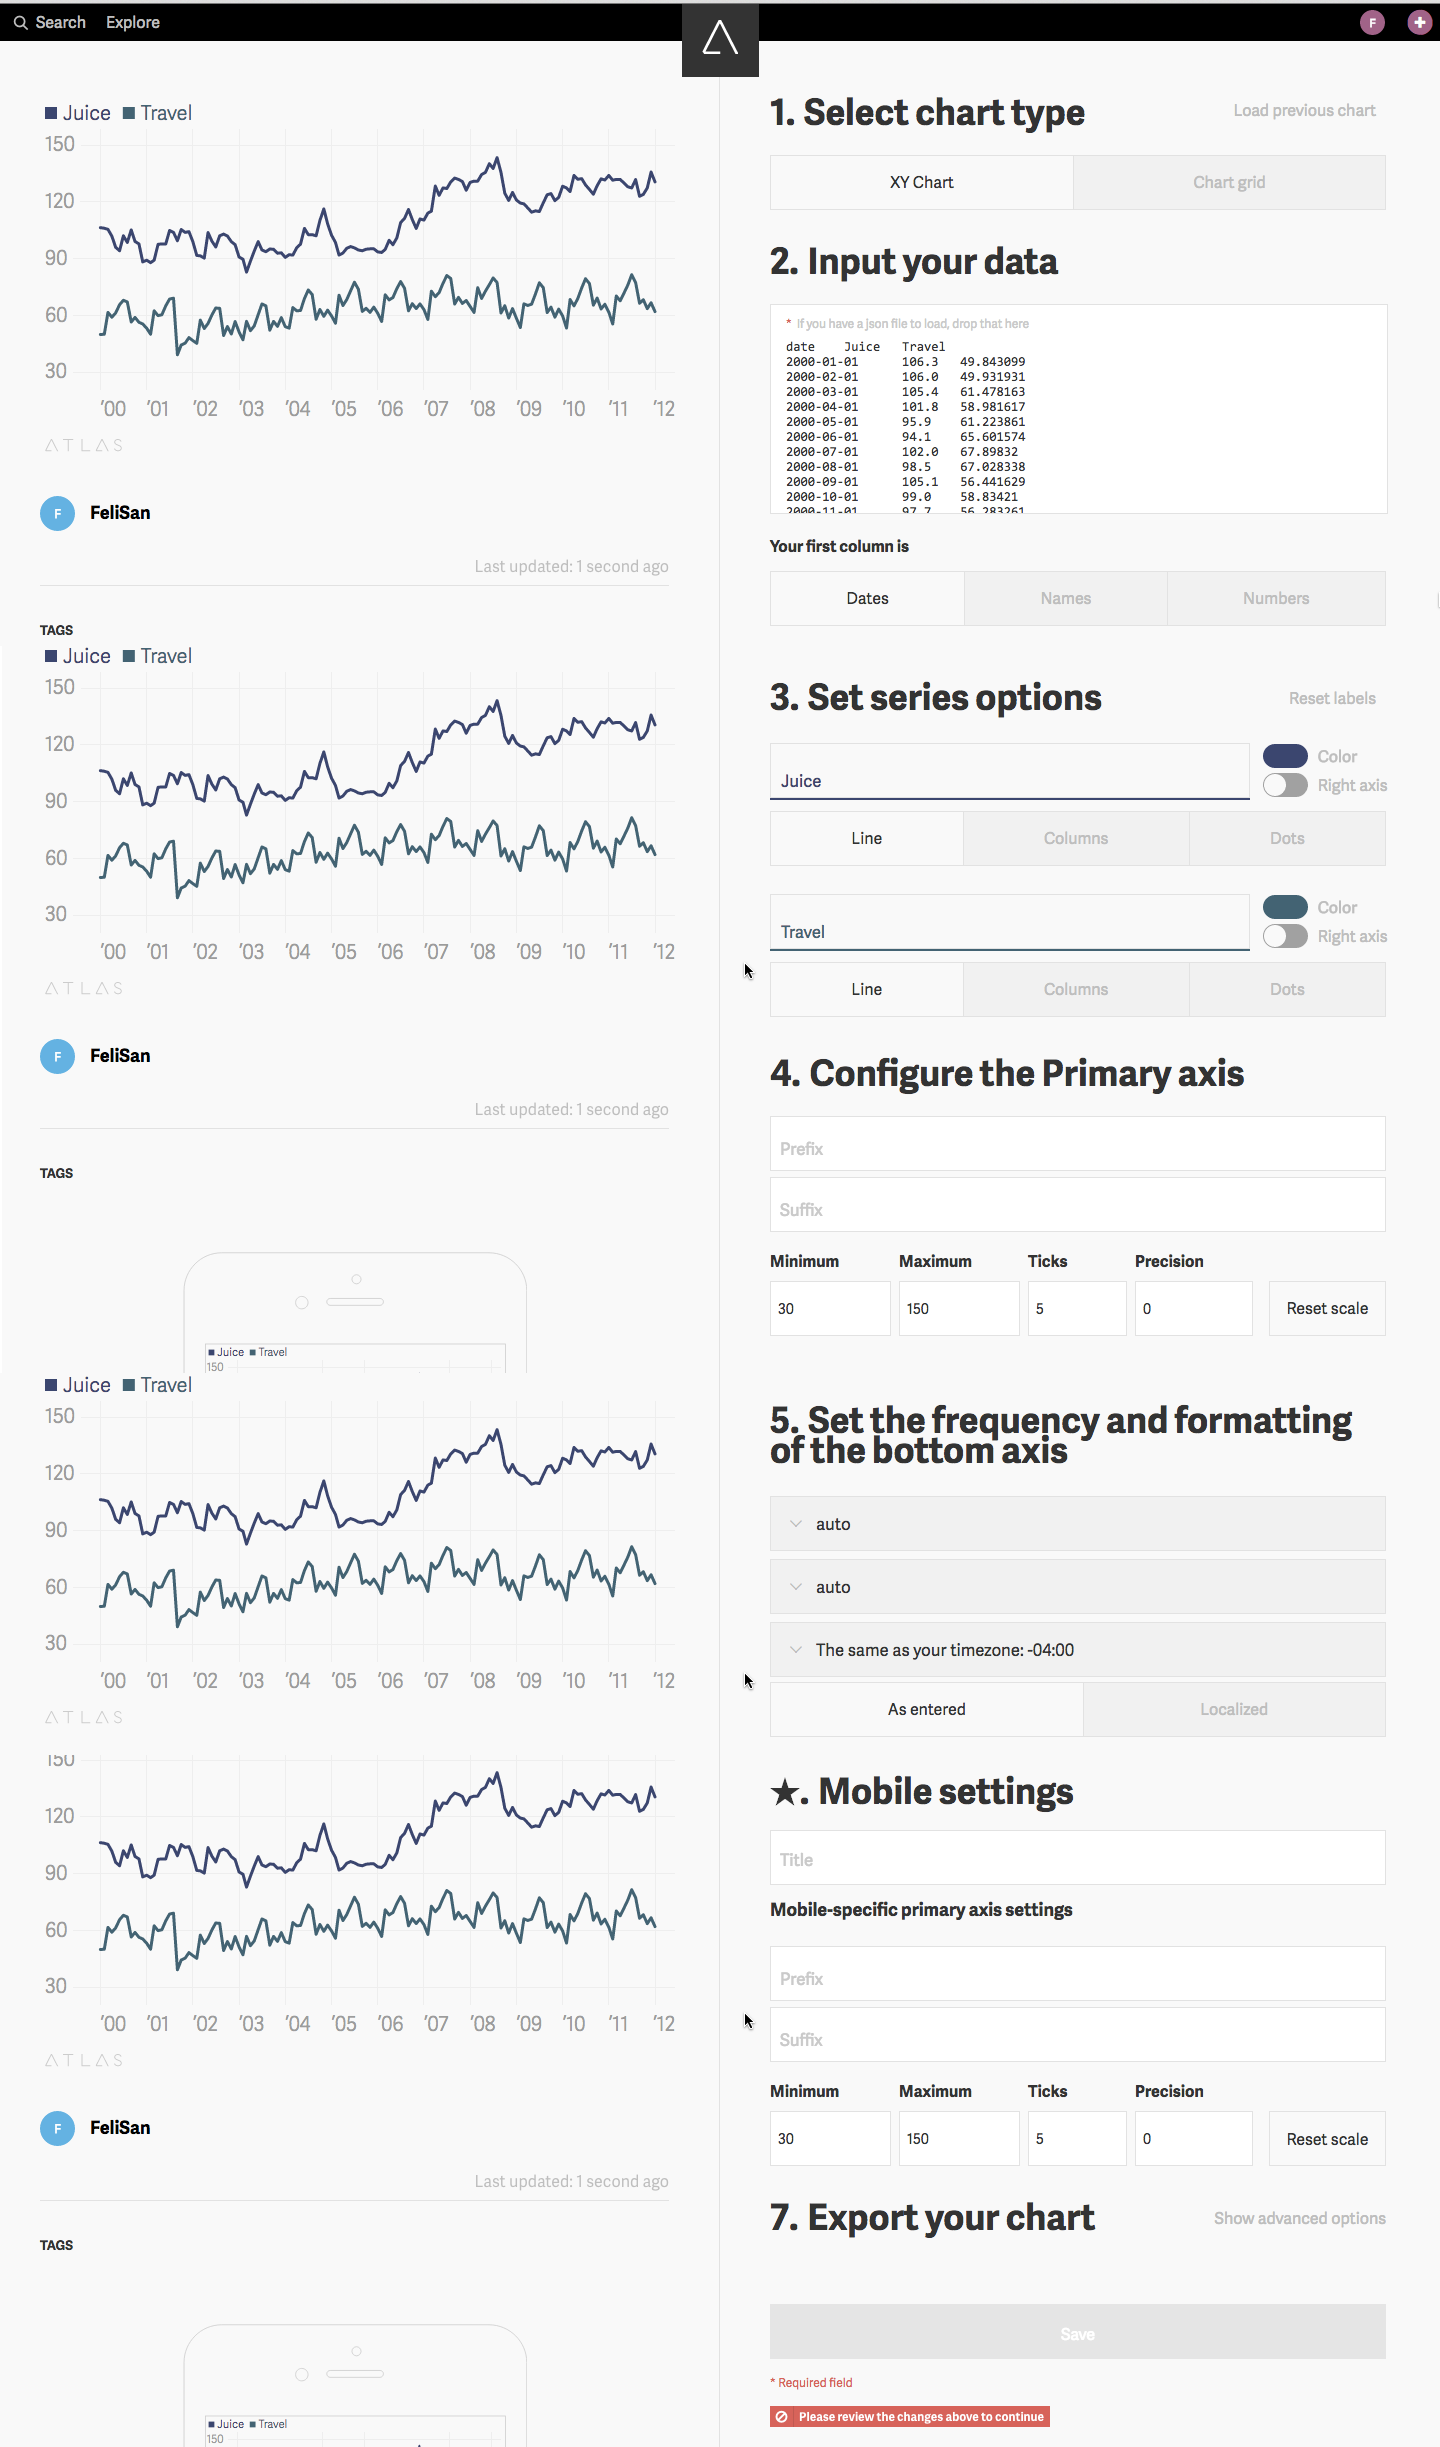 Search Explore
F
Juice Travel
150
120
90
60
30
'00 '01 '02 '03 '04 '05 '06 '07 '08 '09 '10 '11 '12
ATLAS
F FeliSan
Last updated: 1 second ago
TAGS
Juice Travel
150
120
90
60
30
'00 '01 '02 '03 '04 '05 '06 '07 '08 '09 '10 '11 '12
ATLAS
F FeliSan
Last updated: 1 second ago
TAGS
Juice Travel
150
Juice Travel
150
120
90
60
30
'00 '01 '02 '03 '04 '05 '06 '07 '08 '09 '10 '11 '12
ATLAS
150
120
90
60
30
'00 '01 '02 '03 '04 '05 '06 '07 '08 '09 '10 '11 '12
ATLAS
F FeliSan
Last updated: 1 second ago
TAGS
Juice Travel
150
1. Select chart type Load previous chart
XY Chart Chart grid
2. Input your data
* If you have a json file to load, drop that here
date Juice Travel
2000-01-01 106.3 49.843099
2000-02-01 106.0 49.931931
2000-03-01 105.4 61.478163
2000-04-01 101.8 58.981617
2000-05-01 95.9 61.223861
2000-06-01 94.1 65.601574
2000-07-01 102.0 67.89832
2000-08-01 98.5 67.028338
2000-09-01 105.1 56.441629
2000-10-01 99.0 58.83421
2000-11-01 97.7 56.283261
Your first column is
Dates Names Numbers
3. Set series options Reset labels
Juice Color
Right axis
Line Columns Dots
Travel Color
Right axis
Line Columns Dots
4. Configure the Primary axis
Prefix
Suffix
Minimum Maximum Ticks Precision
30 150 5 0 Reset scale
5. Set the frequency and formatting
of the bottom axis
auto
auto
The same as your timezone: -04:00
As entered Localized
★. Mobile settings
Title
Mobile-specific primary axis settings
Prefix
Suffix
Minimum Maximum Ticks Precision
30 150 5 0 Reset scale
7. Export your chart Show advanced options
Save
* Required field
Please review the changes above to continue